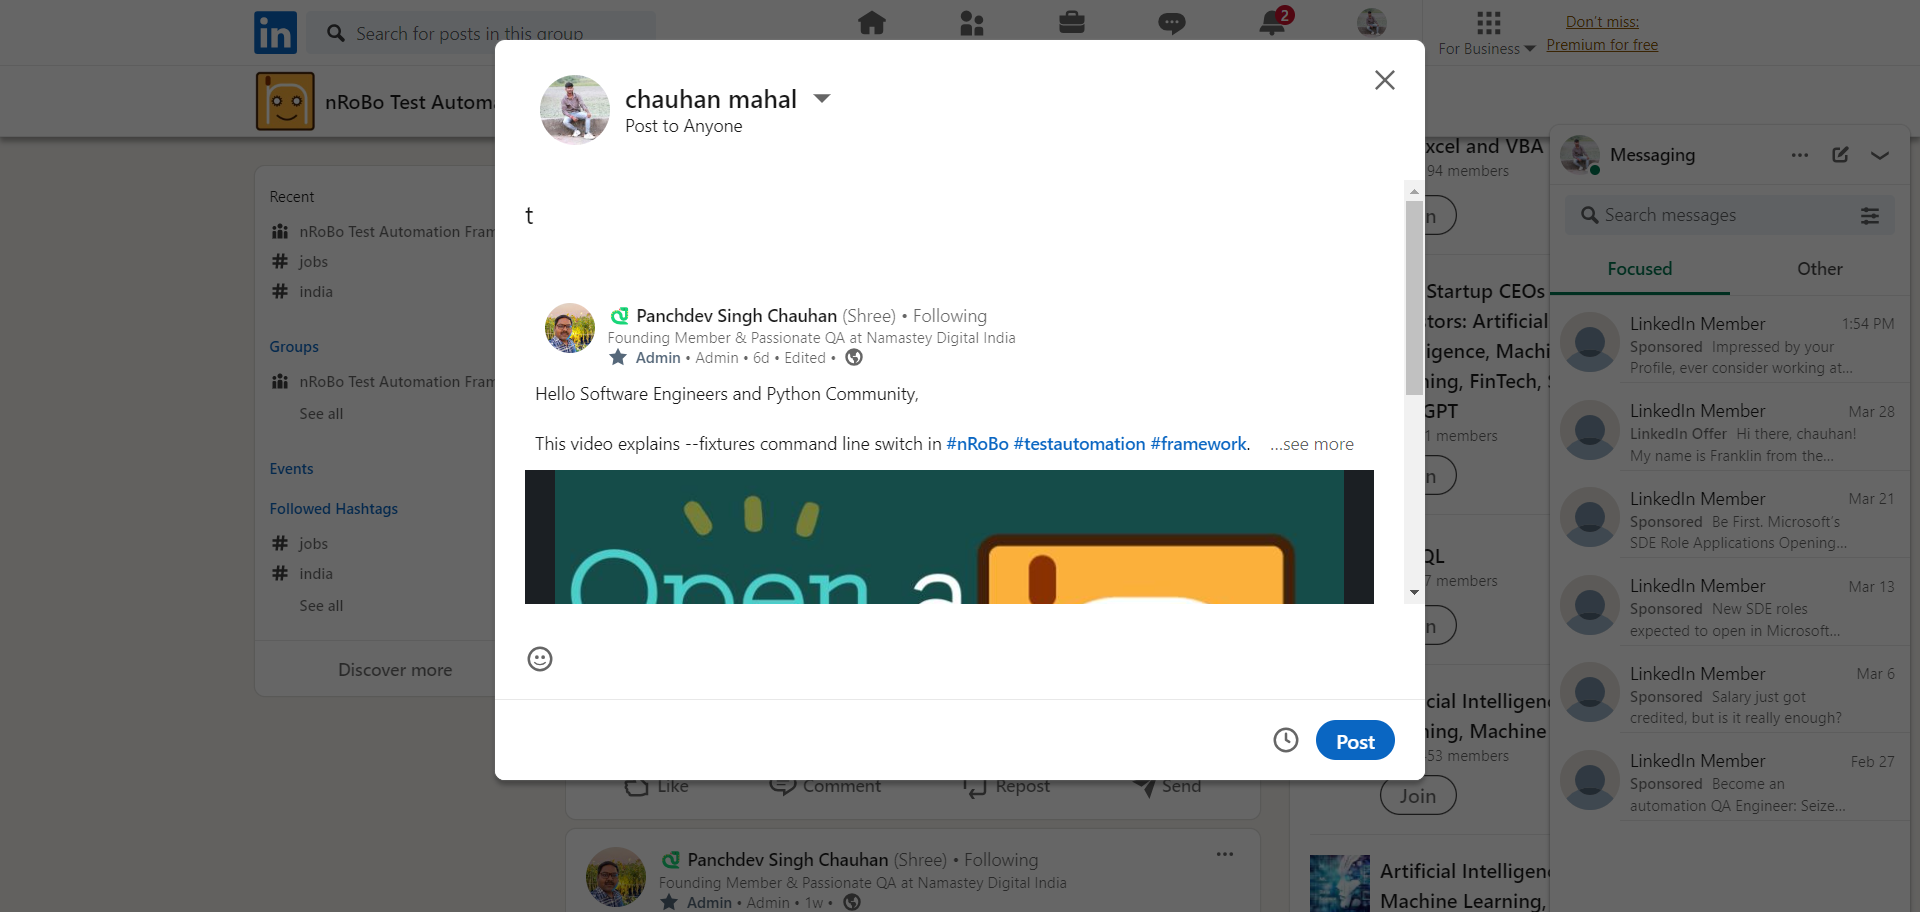 in
Search for posts in this group
2
For Business
Don't miss:
Premium for free
nRoBo Test Automa
Recent
nRoBo Test Automation Fram
# jobs
# india
Groups
nRoBo Test Automation Fram
See all
Events
Followed Hashtags
# jobs
# india
See all
Discover more
chauhan mahal
Post to Anyone
t
Panchdev Singh Chauhan (Shree) • Following
Founding Member & Passionate QA at Namastey Digital India
Admin • Admin • 6d • Edited •
Hello Software Engineers and Python Community,
This video explains --fixtures command line switch in #nRoBo #testautomation #framework. ...see more
Open a
Post
Like Comment Repost Send
Panchdev Singh Chauhan (Shree) • Following
Founding Member & Passionate QA at Namastey Digital India
Admin • Admin • 1w •
xcel and VBA
94 members
n
Startup CEOs
tors: Artificial
igence, Machi
ing, FinTech, S
GPT
1 members
n
QL
7 members
n
cial Intelligen
ing, Machine
53 members
Join
Artificial Intelligen
Machine Learning,
Messaging
Search messages
Focused Other
LinkedIn Member 1:54 PM
Sponsored Impressed by your
Profile, ever consider working at...
LinkedIn Member Mar 28
LinkedIn Offer Hi there, chauhan!
My name is Franklin from the...
LinkedIn Member Mar 21
Sponsored Be First. Microsoft's
SDE Role Applications Opening...
LinkedIn Member Mar 13
Sponsored New SDE roles
expected to open in Microsoft...
LinkedIn Member Mar 6
Sponsored Salary just got
credited, but is it really enough?
LinkedIn Member Feb 27
Sponsored Become an
automation QA Engineer: Seize...